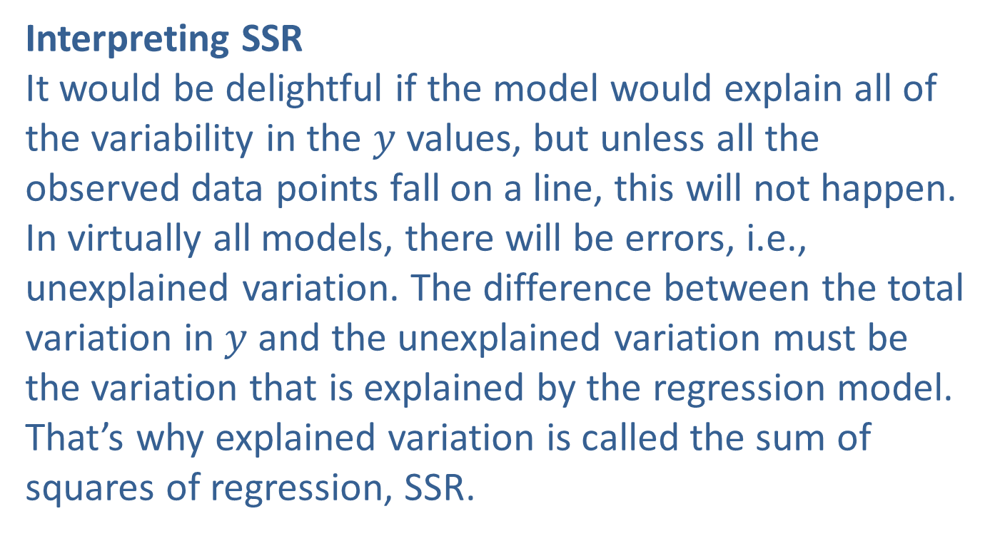 Interpreting SSR
It would be delightful if the model would explain all of
the variability in the y values, but unless all the
observed data points fall on a line, this will not happen.
In virtually all models, there will be errors, i.e.,
unexplained variation. The difference between the total
variation in y and the unexplained variation must be
the variation that is explained by the regression model.
That’s why explained variation is called the sum of
squares of regression, SSR.